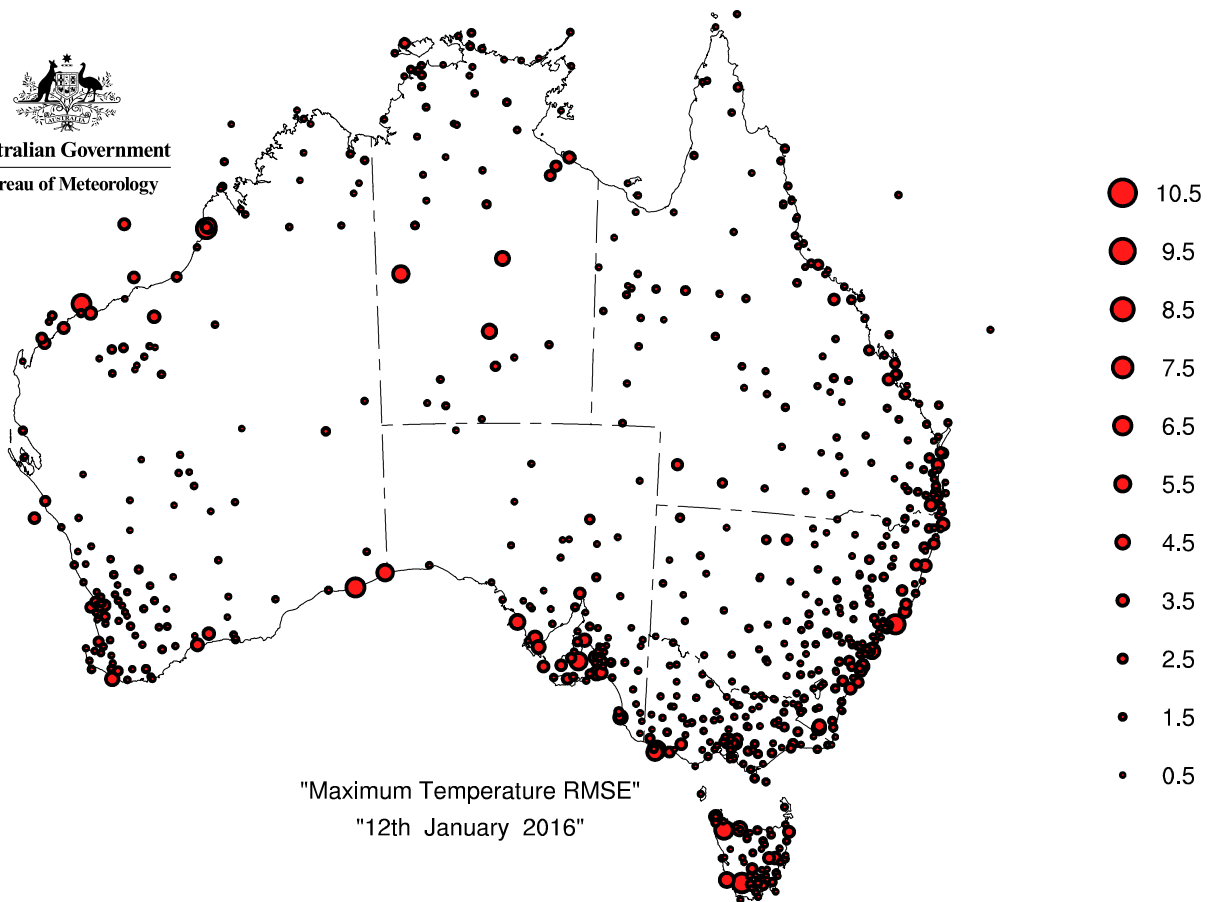 AUSTRALIA
tralian Government
reau of Meteorology
10.5
9.5
8.5
7.5
6.5
5.5
4.5
3.5
2.5
1.5
0.5
"Maximum Temperature RMSE"
"12th January 2016"